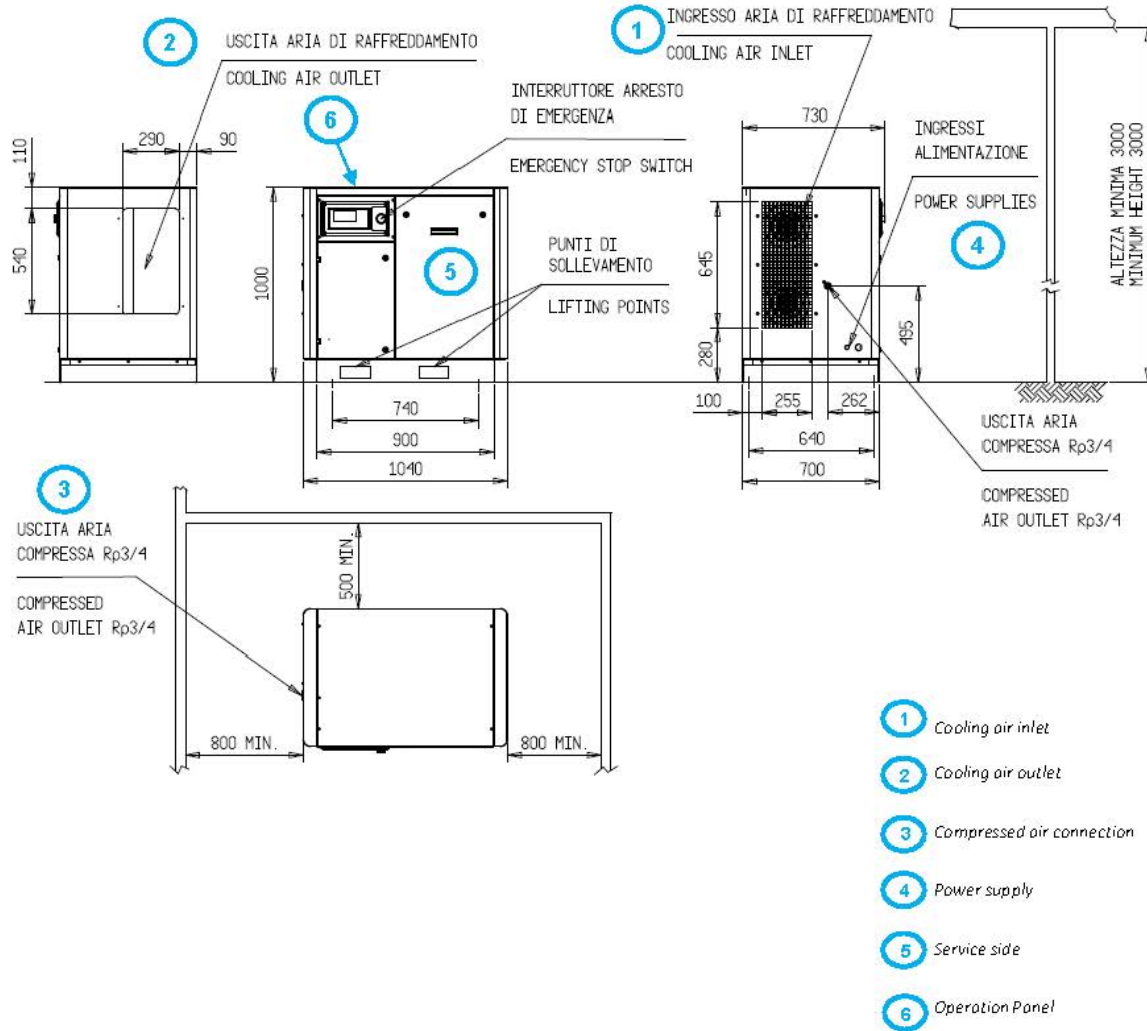 2
USCITA ARIA DI RAFFREDDAMENTO
COOLING AIR OUTLET
290
90
110
540
6
INTERRUTTORE ARRESTO
DI EMERGENZA
EMERGENCY STOP SWITCH
1000
5
PUNTI DI
SOLLEVAMENTO
LIFTING POINTS
740
900
1040
1
INGRESSO ARIA DI RAFFREDDAMENTO
COOLING AIR INLET
730
INGRESSI
ALIMENTAZIONE
POWER SUPPLIES
4
645
280
495
100
255
262
640
700
ALTEZZA MINIMA 3000
MINIMUM HEIGHT 3000
USCITA ARIA
COMPRESSA Rp3/4
COMPRESSED
AIR OUTLET Rp3/4
3
USCITA ARIA
COMPRESSA Rp3/4
COMPRESSED
AIR OUTLET Rp3/4
500 MIN.
800 MIN.
800 MIN.
1 Cooling air inlet
2 Cooling air outlet
3 Compressed air connection
4 Power supply
5 Service side
6 Operation Panel